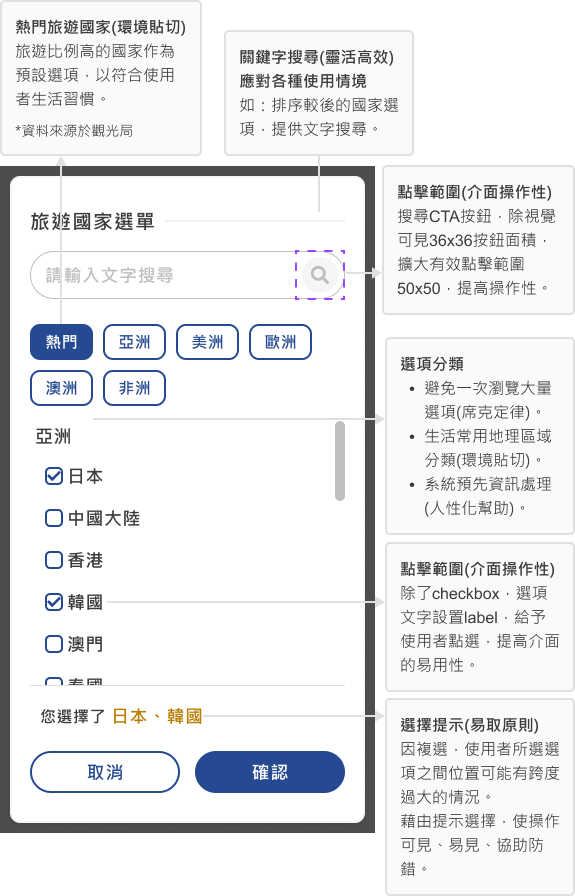 熱門旅遊國家(環境貼切)
旅遊比例高的國家作為
預設選項，以符合使用
者生活習慣。
*資料來源於觀光局
關鍵字搜尋(靈活高效)
應對各種使用情境
如：排序較後的國家選
項，提供文字搜尋。
旅遊國家選單
請輸入文字搜尋
熱門
亞洲
美洲
歐洲
澳洲
非洲
亞洲
日本
中國大陸
香港
韓國
澳門
泰國
您選擇了 日本、韓國
取消
確認
點擊範圍(介面操作性)
搜尋CTA按鈕，除視覺
可見36x36按鈕面積，
擴大有效點擊範圍
50x50，提高操作性。
選項分類
• 避免一次瀏覽大量
選項(席克定律)。
• 生活常用地理區域
分類(環境貼切)。
• 系統預先資訊處理
(人性化幫助)。
點擊範圍(介面操作性)
除了checkbox，選項
文字設置label，給予
使用者點選，提高介面
的易用性。
選擇提示(易取原則)
因複選，使用者所選選
項之間位置可能有跨度
過大的情況。
藉由提示選擇，使操作
可見、易見、協助防
錯。